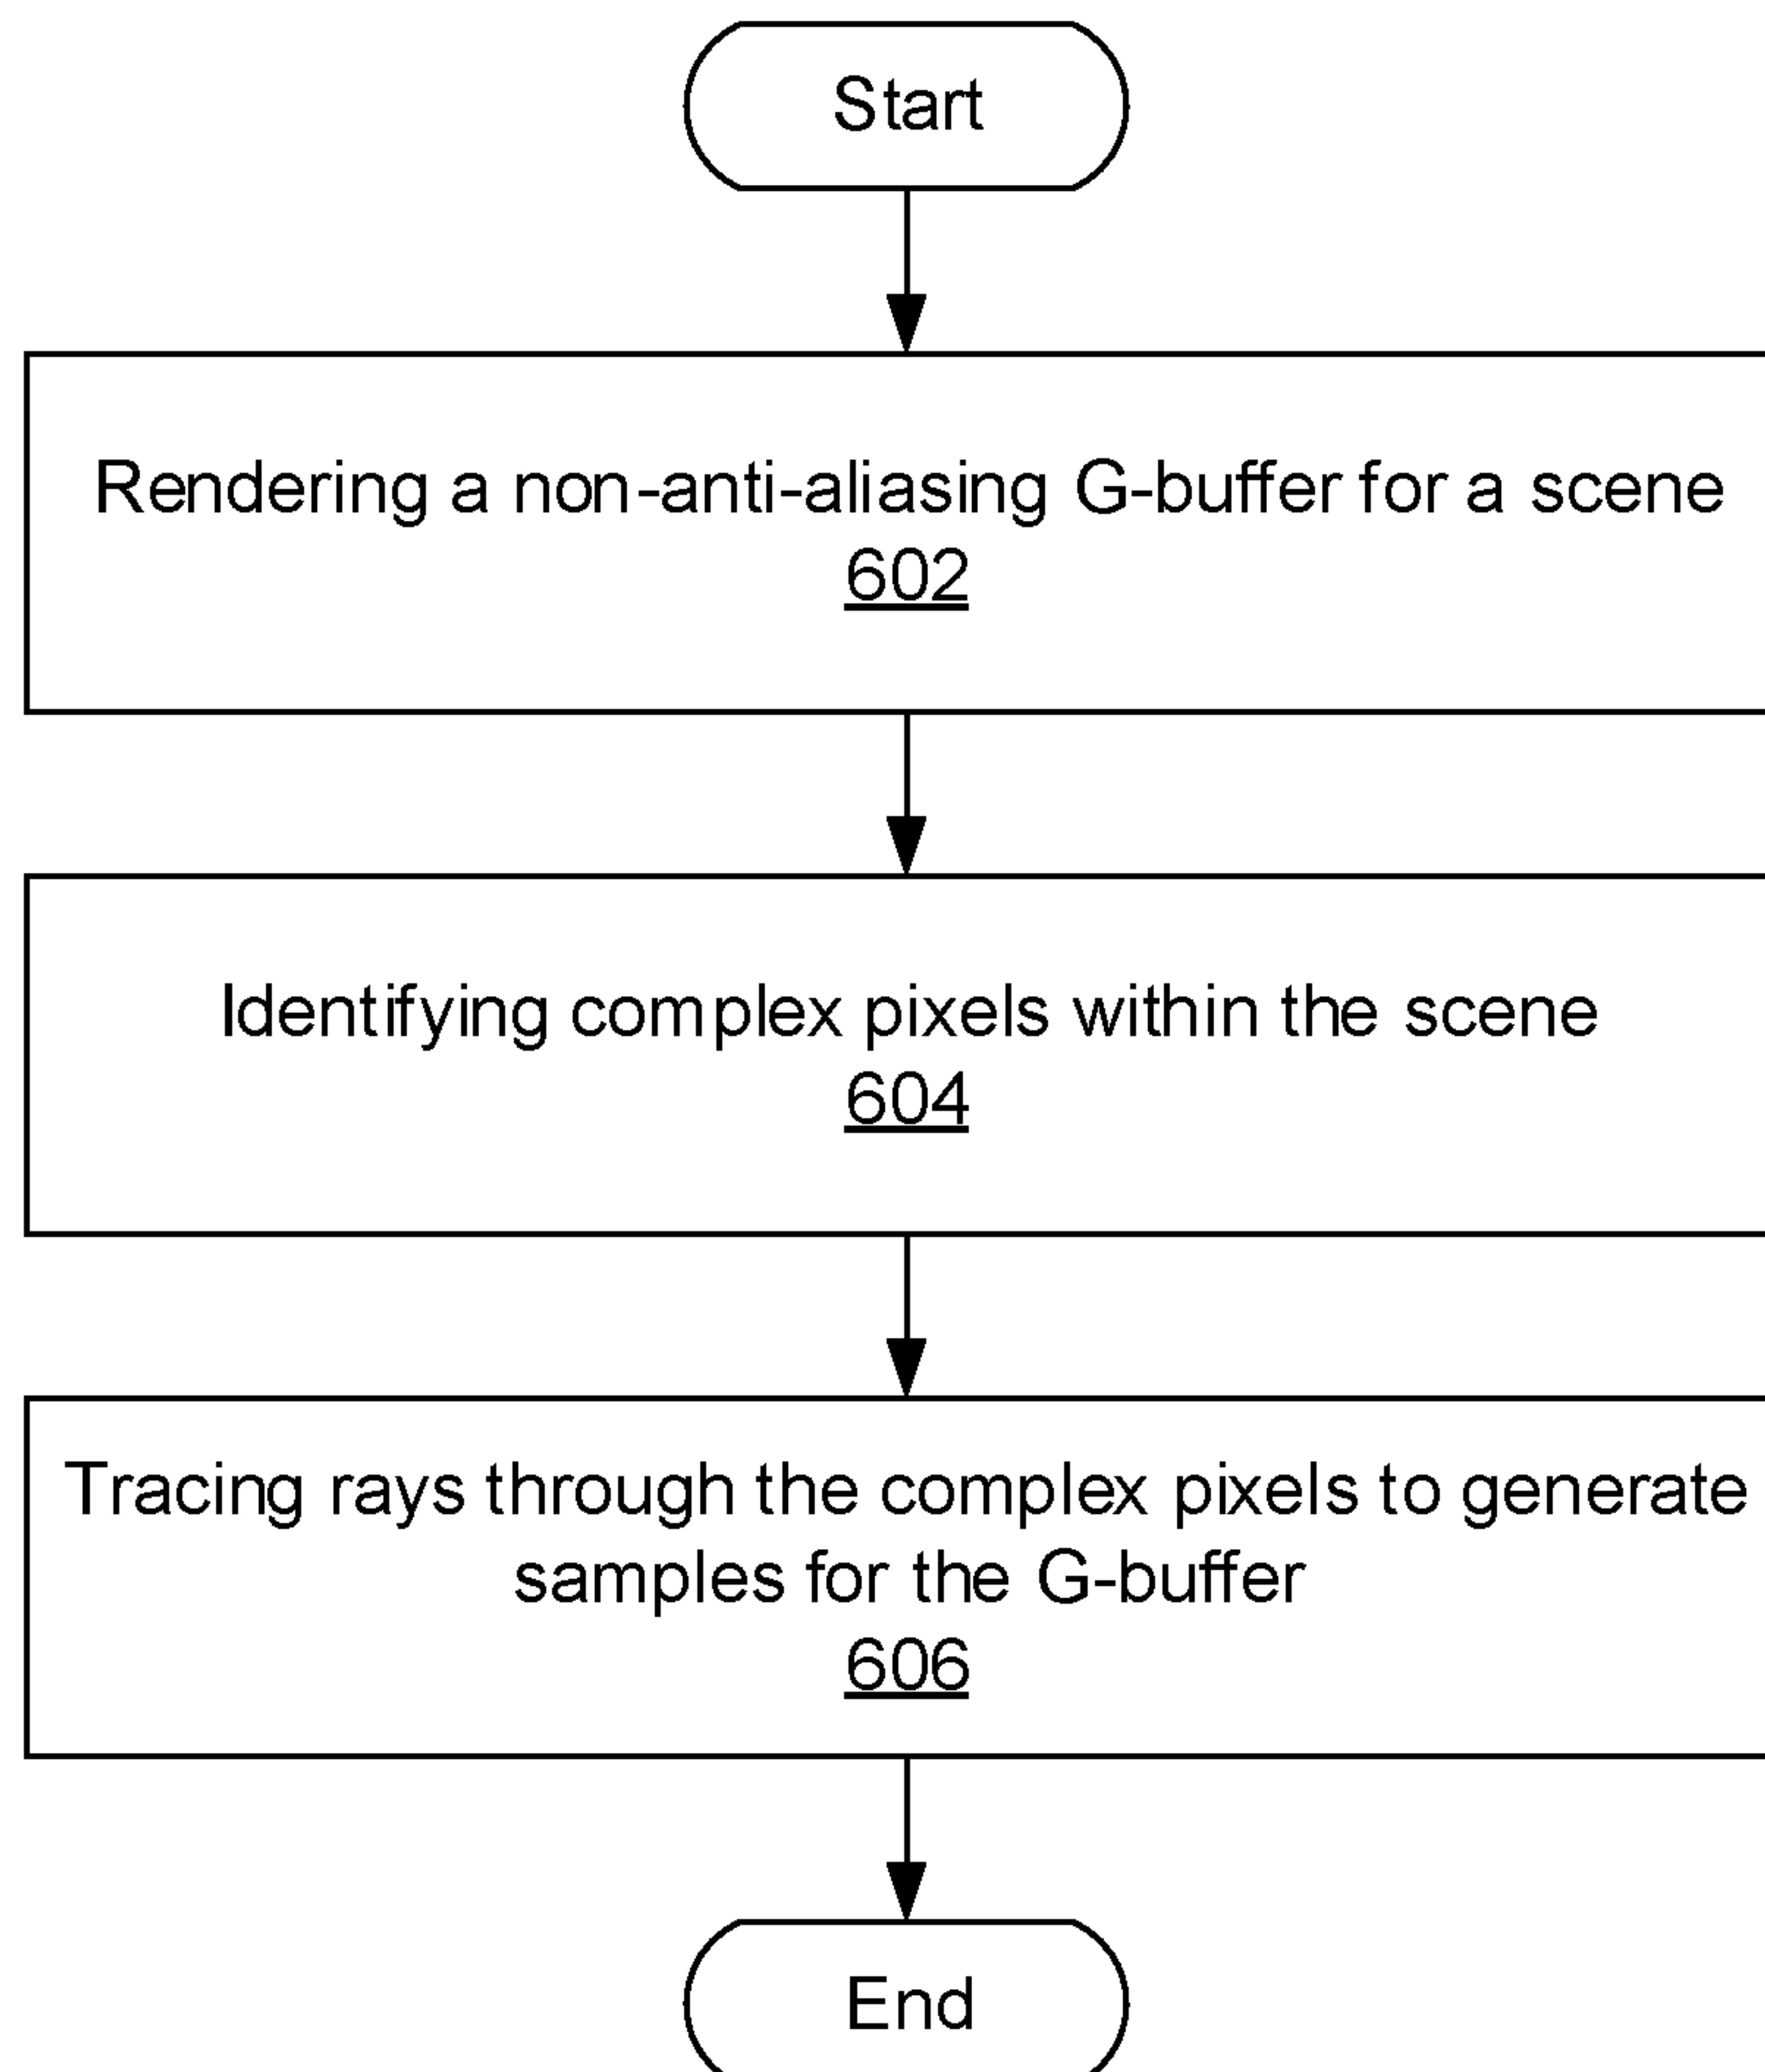 Start
Rendering a non-anti-aliasing G-buffer for a scene
602
Identifying complex pixels within the scene
604
Tracing rays through the complex pixels to generate
samples for the G-buffer
606
End